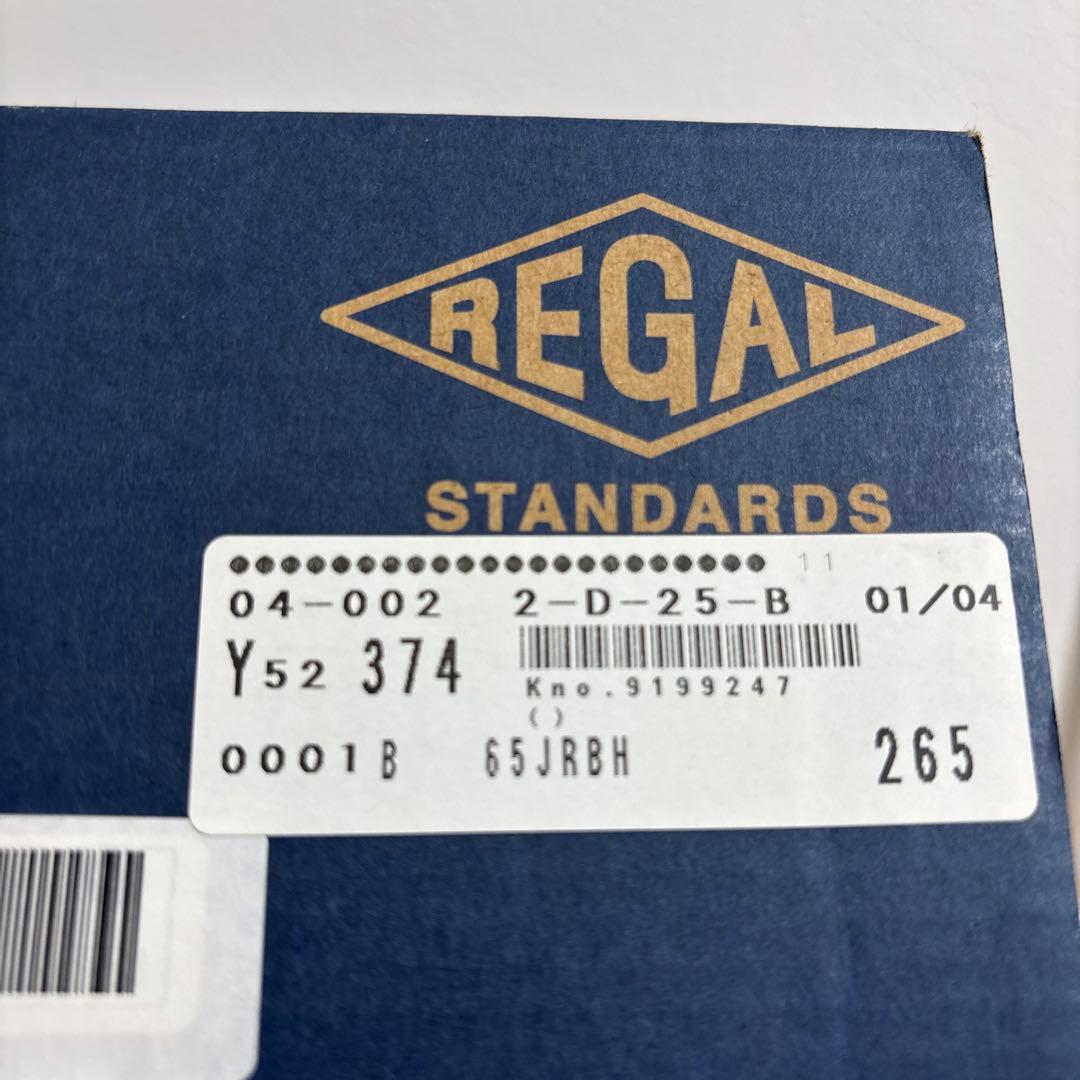 REGAL
STANDARDS
●●●●●●●●●●●●●●●●●●●●● 11
04-002 2-D-25-B 01/04
Y52 374
Kno.9199247
()
0001B 65JRBH 265